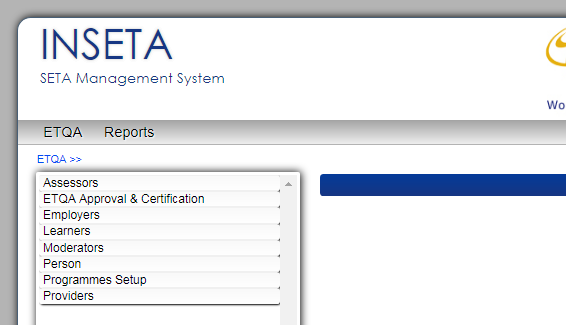 INSETA
SETA Management System
Wo
ETQA Reports
ETQA >>
Assessors
ETQA Approval & Certification
Employers
Learners
Moderators
Person
Programmes Setup
Providers